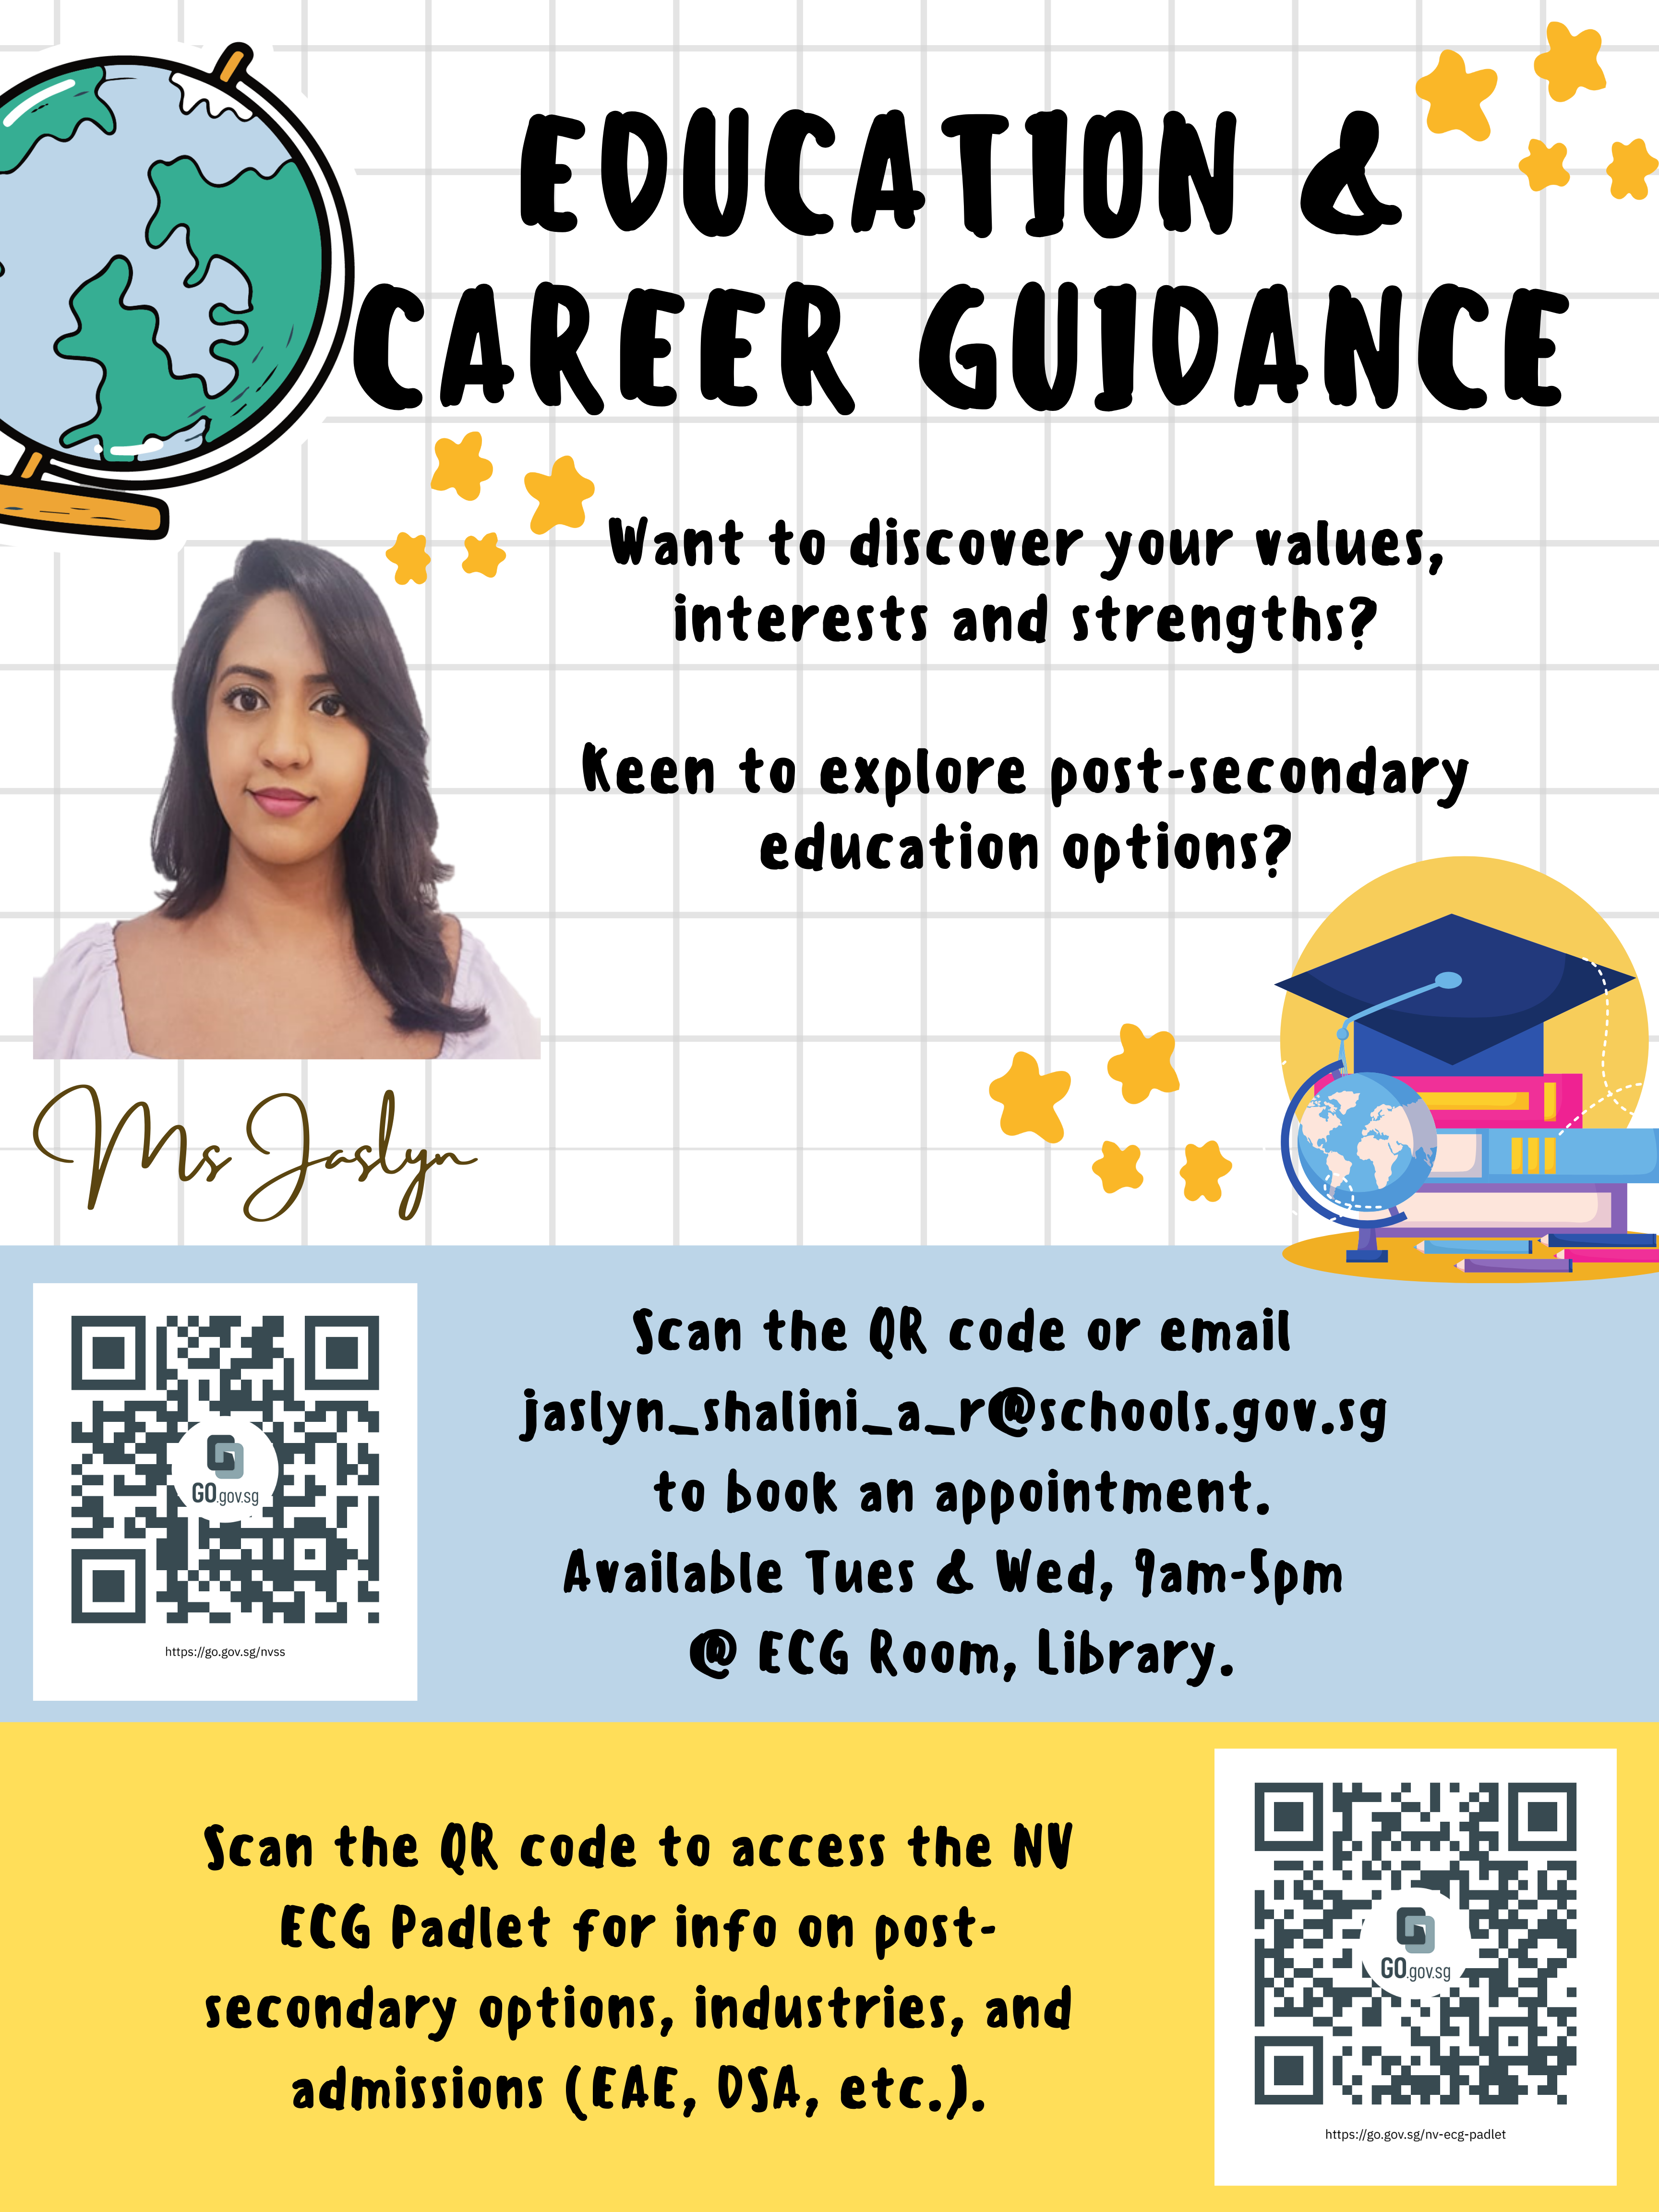 EDUCATION &
CAREER GUIDANCE
Want to discover your values,
interests and strengths?
Keen to explore post-secondary
education options?
Ms Jaslyn
Scan the QR code or email
jaslyn_shalini_a_r@schools.gov.sg
to book an appointment.
Available Tues & Wed, 9am-5pm
@ ECG Room, Library.
GO.gov.sg
https://go.gov.sg/nvss
Scan the QR code to access the NV
ECG Padlet for info on post-
secondary options, industries, and
admissions (EAE, DSA, etc.).
GO.gov.sg
https://go.gov.sg/nv-ecg-padlet